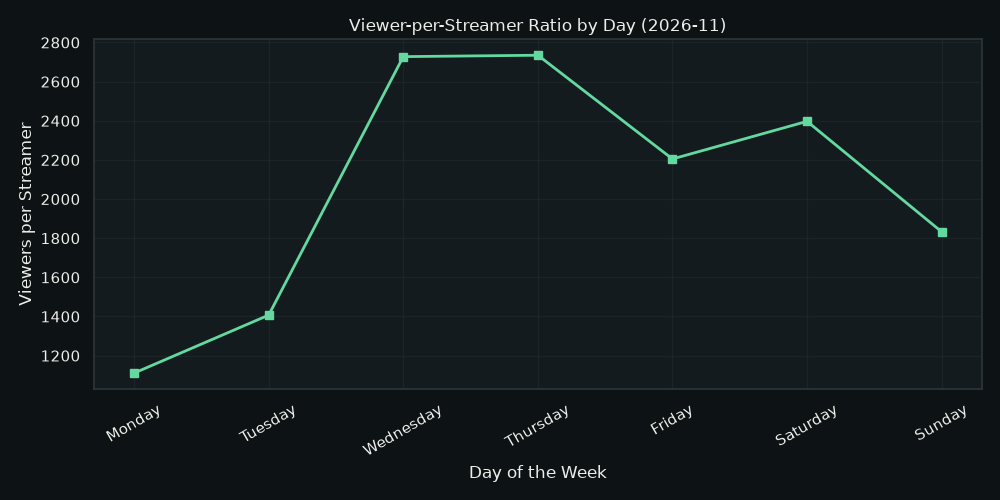 Viewer-per-Streamer Ratio by Day (2026-11)
Viewers per Streamer
2800
2600
2400
2200
2000
1800
1600
1400
1200
Monday
Tuesday
Wednesday
Thursday
Friday
Saturday
Sunday
Day of the Week